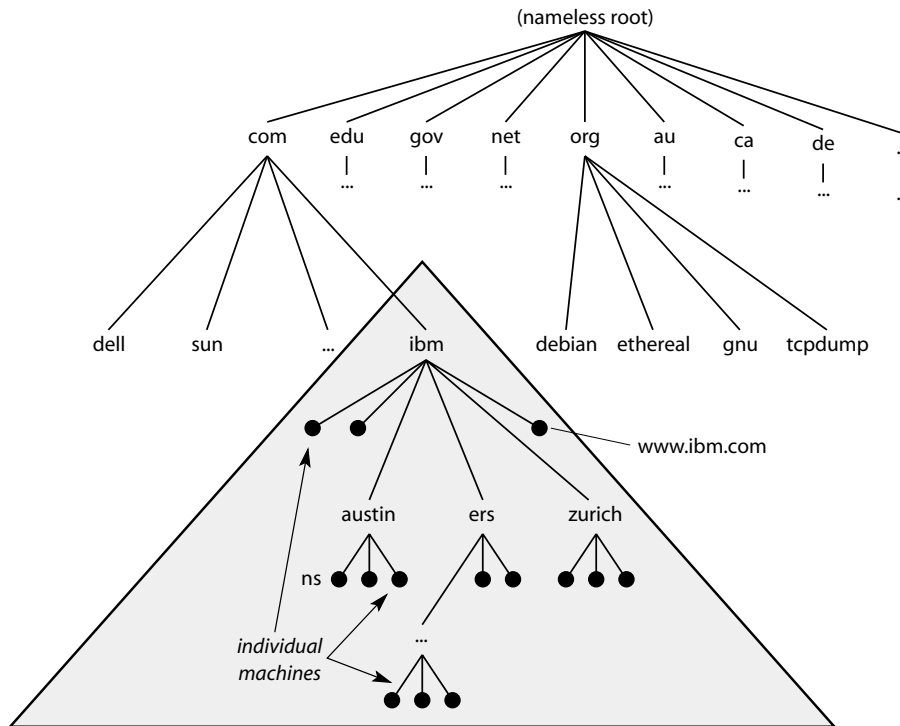 (nameless root)
com edu gov net org au ca de .
... ... ... ... ... ... .
dell sun ... ibm debian ethereal gnu tcpdump
www.ibm.com
austin ers zurich
ns
...
individual
machines